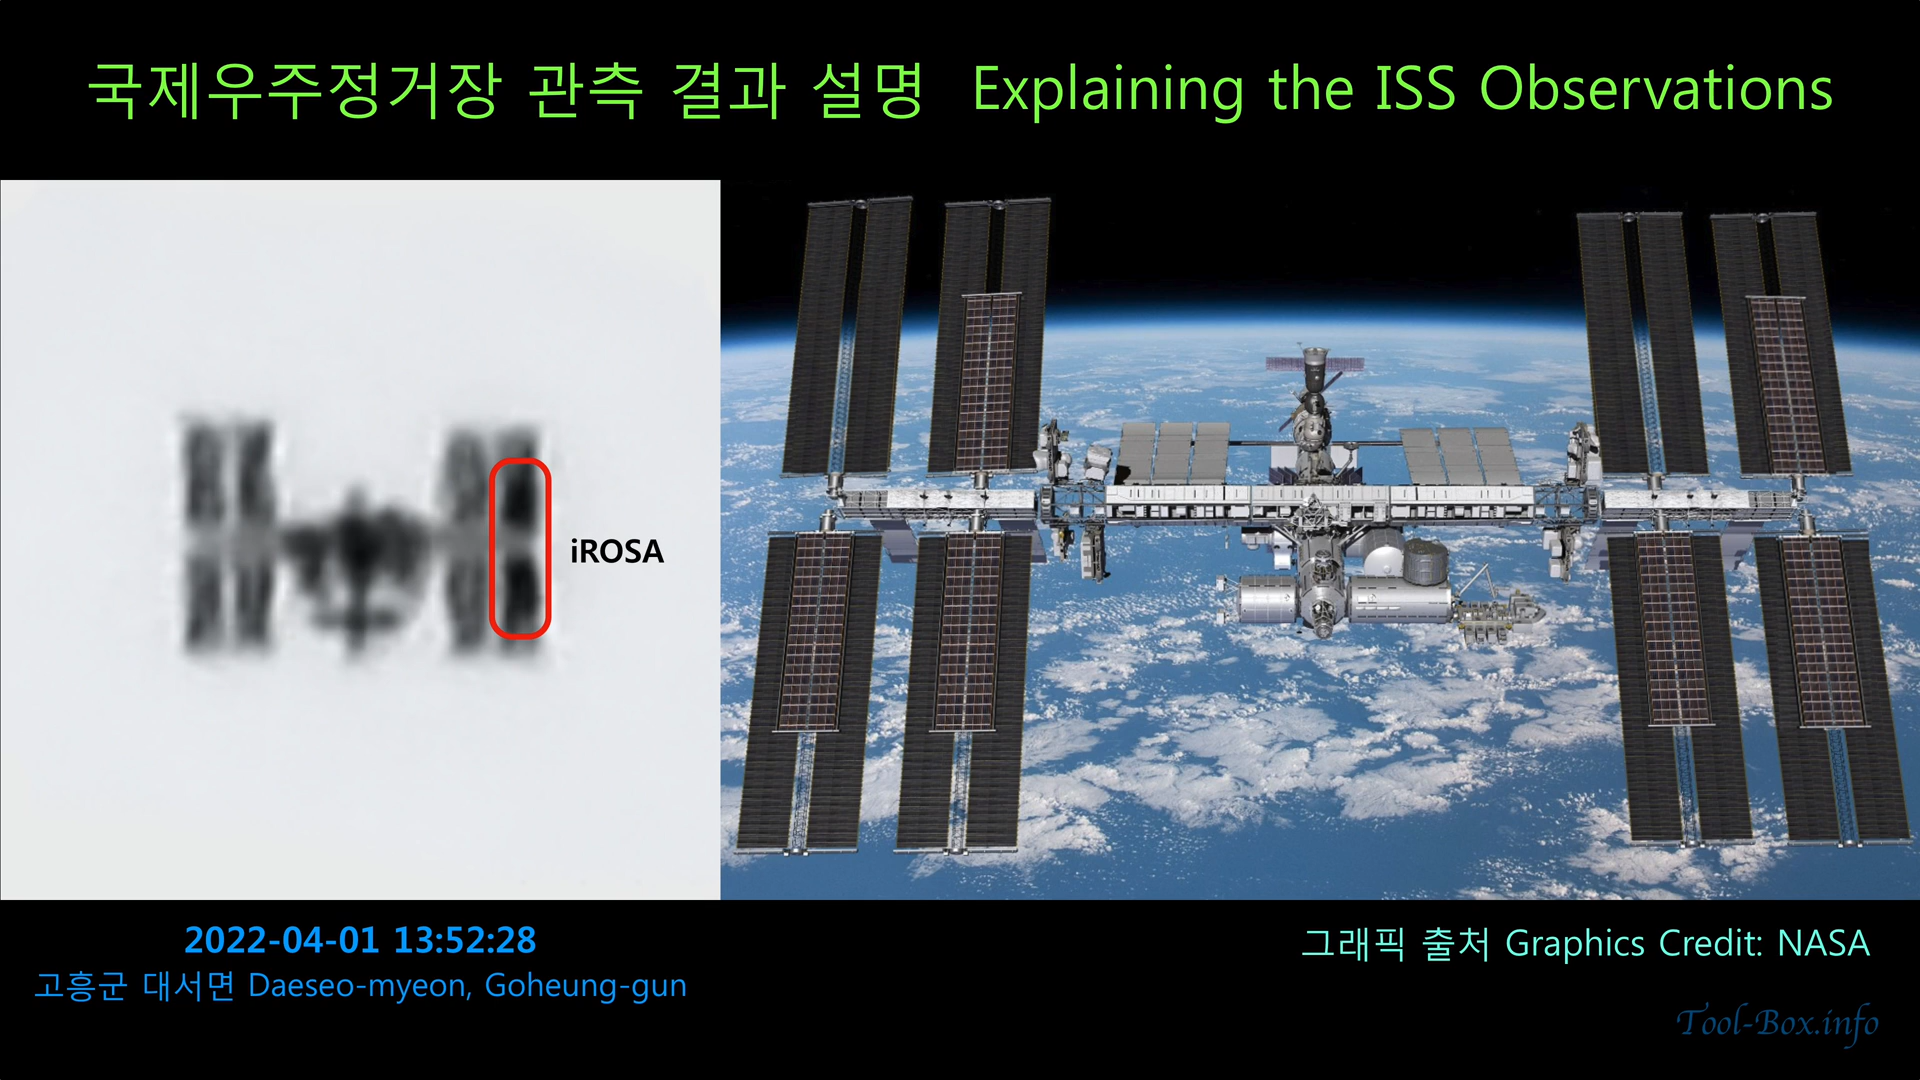 국제우주정거장 관측 결과 설명 Explaining the ISS Observations
iROSA
2022-04-01 13:52:28
고흥군 대서면 Daeseo-myeon, Goheung-gun
그래픽 출처 Graphics Credit: NASA
Tool-Box.info